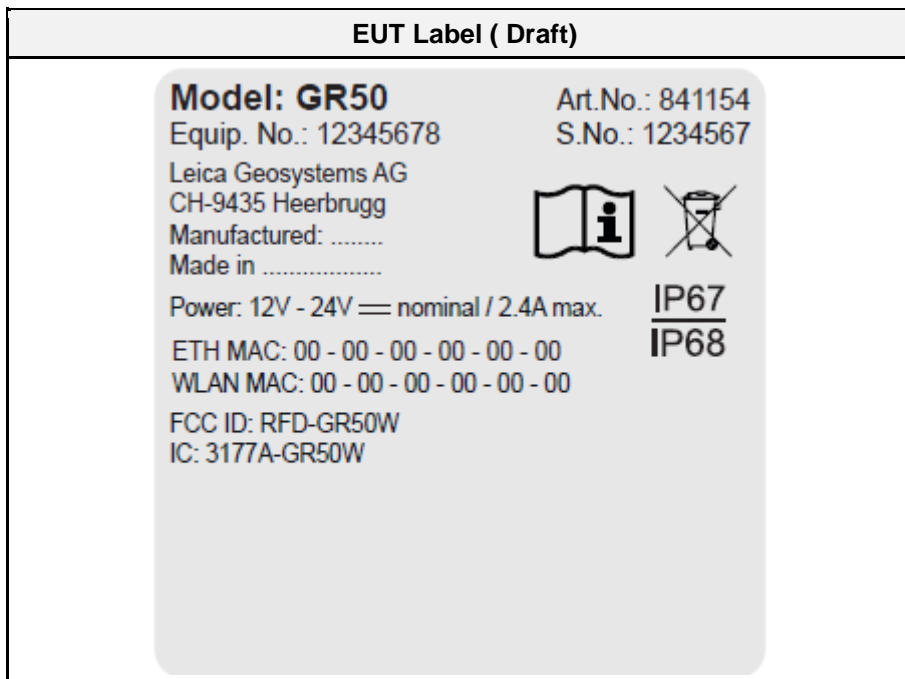 EUT Label ( Draft)
Model: GR50 Art.No.: 841154
Equip. No.: 12345678 S.No.: 1234567
Leica Geosystems AG
CH-9435 Heerbrugg
Manufactured: ........
Made in ..................
Power: 12V - 24V nominal / 2.4A max.
IP67
IP68
ETH MAC: 00 - 00 - 00 - 00 - 00 - 00
WLAN MAC: 00 - 00 - 00 - 00 - 00 - 00
FCC ID: RFD-GR50W
IC: 3177A-GR50W